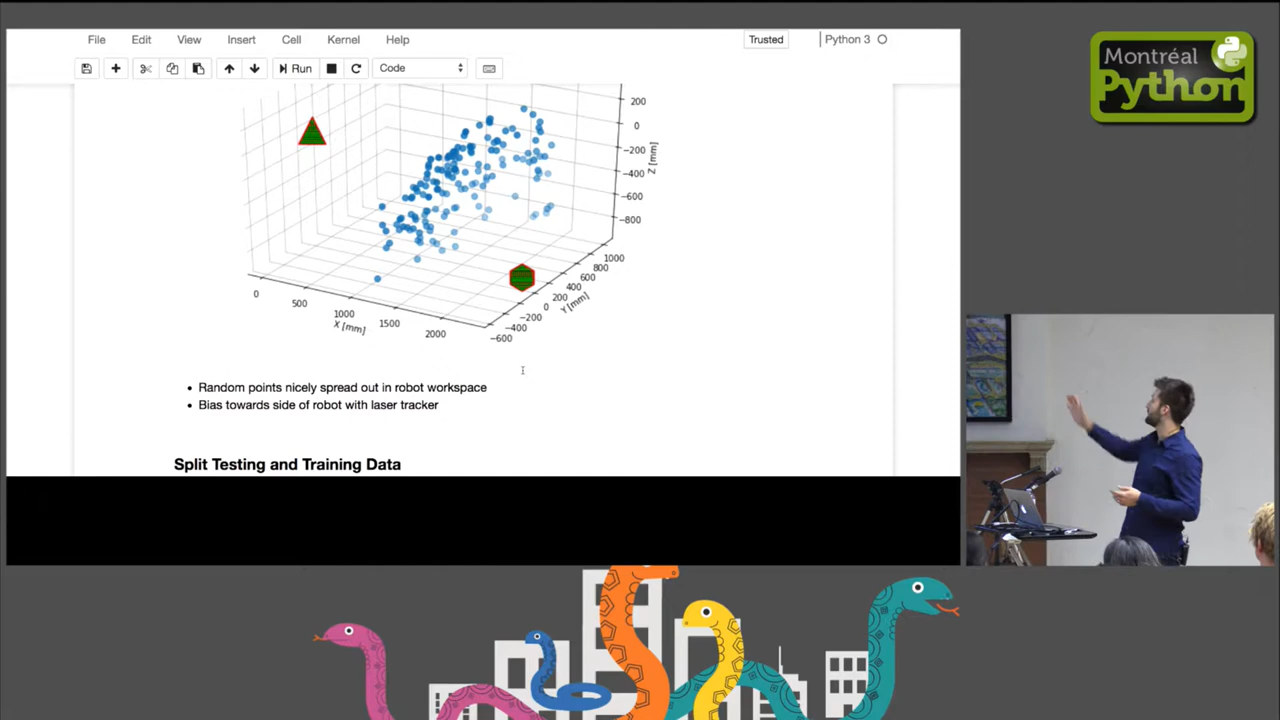 File Edit View Insert Cell Kernel Help Trusted Python 3
Run Code
200
0
−200
−400
−600
−800
Z [mm]
1000
800
600
400
200
0
−200
−400
−600
Y [mm]
0
500
1000
1500
2000
X [mm]
Random points nicely spread out in robot workspace
Bias towards side of robot with laser tracker
Split Testing and Training Data
Montréal
Python